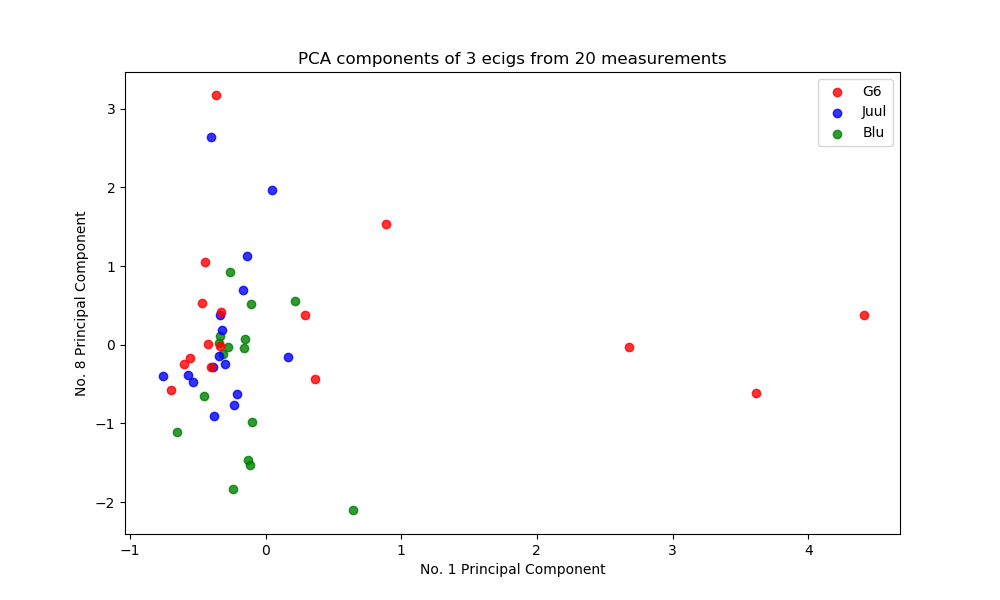 PCA components of 3 ecigs from 20 measurements
G6
Juul
Blu
No. 8 Principal Component
3
2
1
0
−1
−2
−1 0 1 2 3 4
No. 1 Principal Component